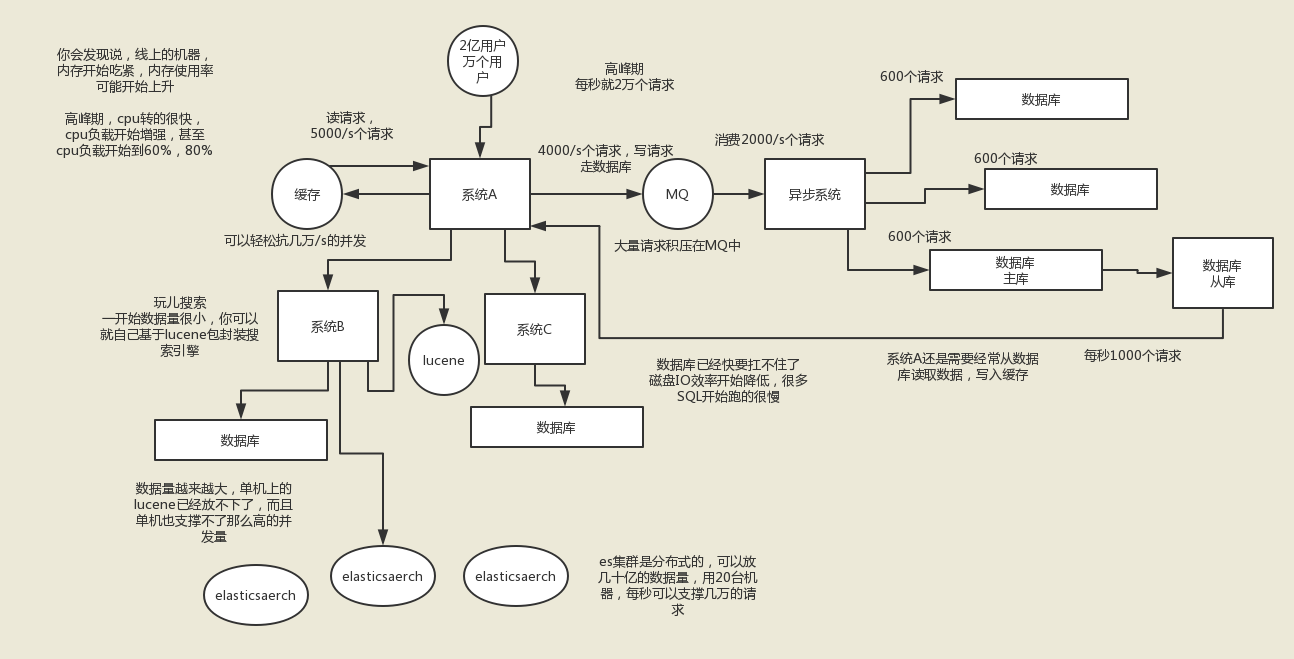 你会发现说，线上的机器，
内存开始吃紧，内存使用率
可能开始上升
高峰期，cpu转的很快，
cpu负载开始增强，甚至
cpu负载开始到60%，80%
2亿用户
万个用
户
高峰期
每秒就2万个请求
读请求，
5000/s个请求
缓存
可以轻松抗几万/s的并发
系统A
4000/s个请求，写请求
走数据库
MQ
大量请求积压在MQ中
消费2000/s个请求
异步系统
600个请求
数据库
600个请求
数据库
600个请求
数据库
主库
数据库
从库
玩儿搜索
一开始数据量很小，你可以
就自己基于lucene包封装搜
索引擎
系统B
lucene
系统C
数据库已经快要扛不住了
磁盘IO效率开始降低，很多
SQL开始跑的很慢
系统A还是需要经常从数据
库读取数据，写入缓存
每秒1000个请求
数据库
数据库
数据量越来越大，单机上的
lucene已经放不下了，而且
单机也支撑不了那么高的并
发量
elasticsaerch
elasticsaerch
elasticsaerch
es集群是分布式的，可以放
几十亿的数据量，用20台机
器，每秒可以支撑几万的请
求